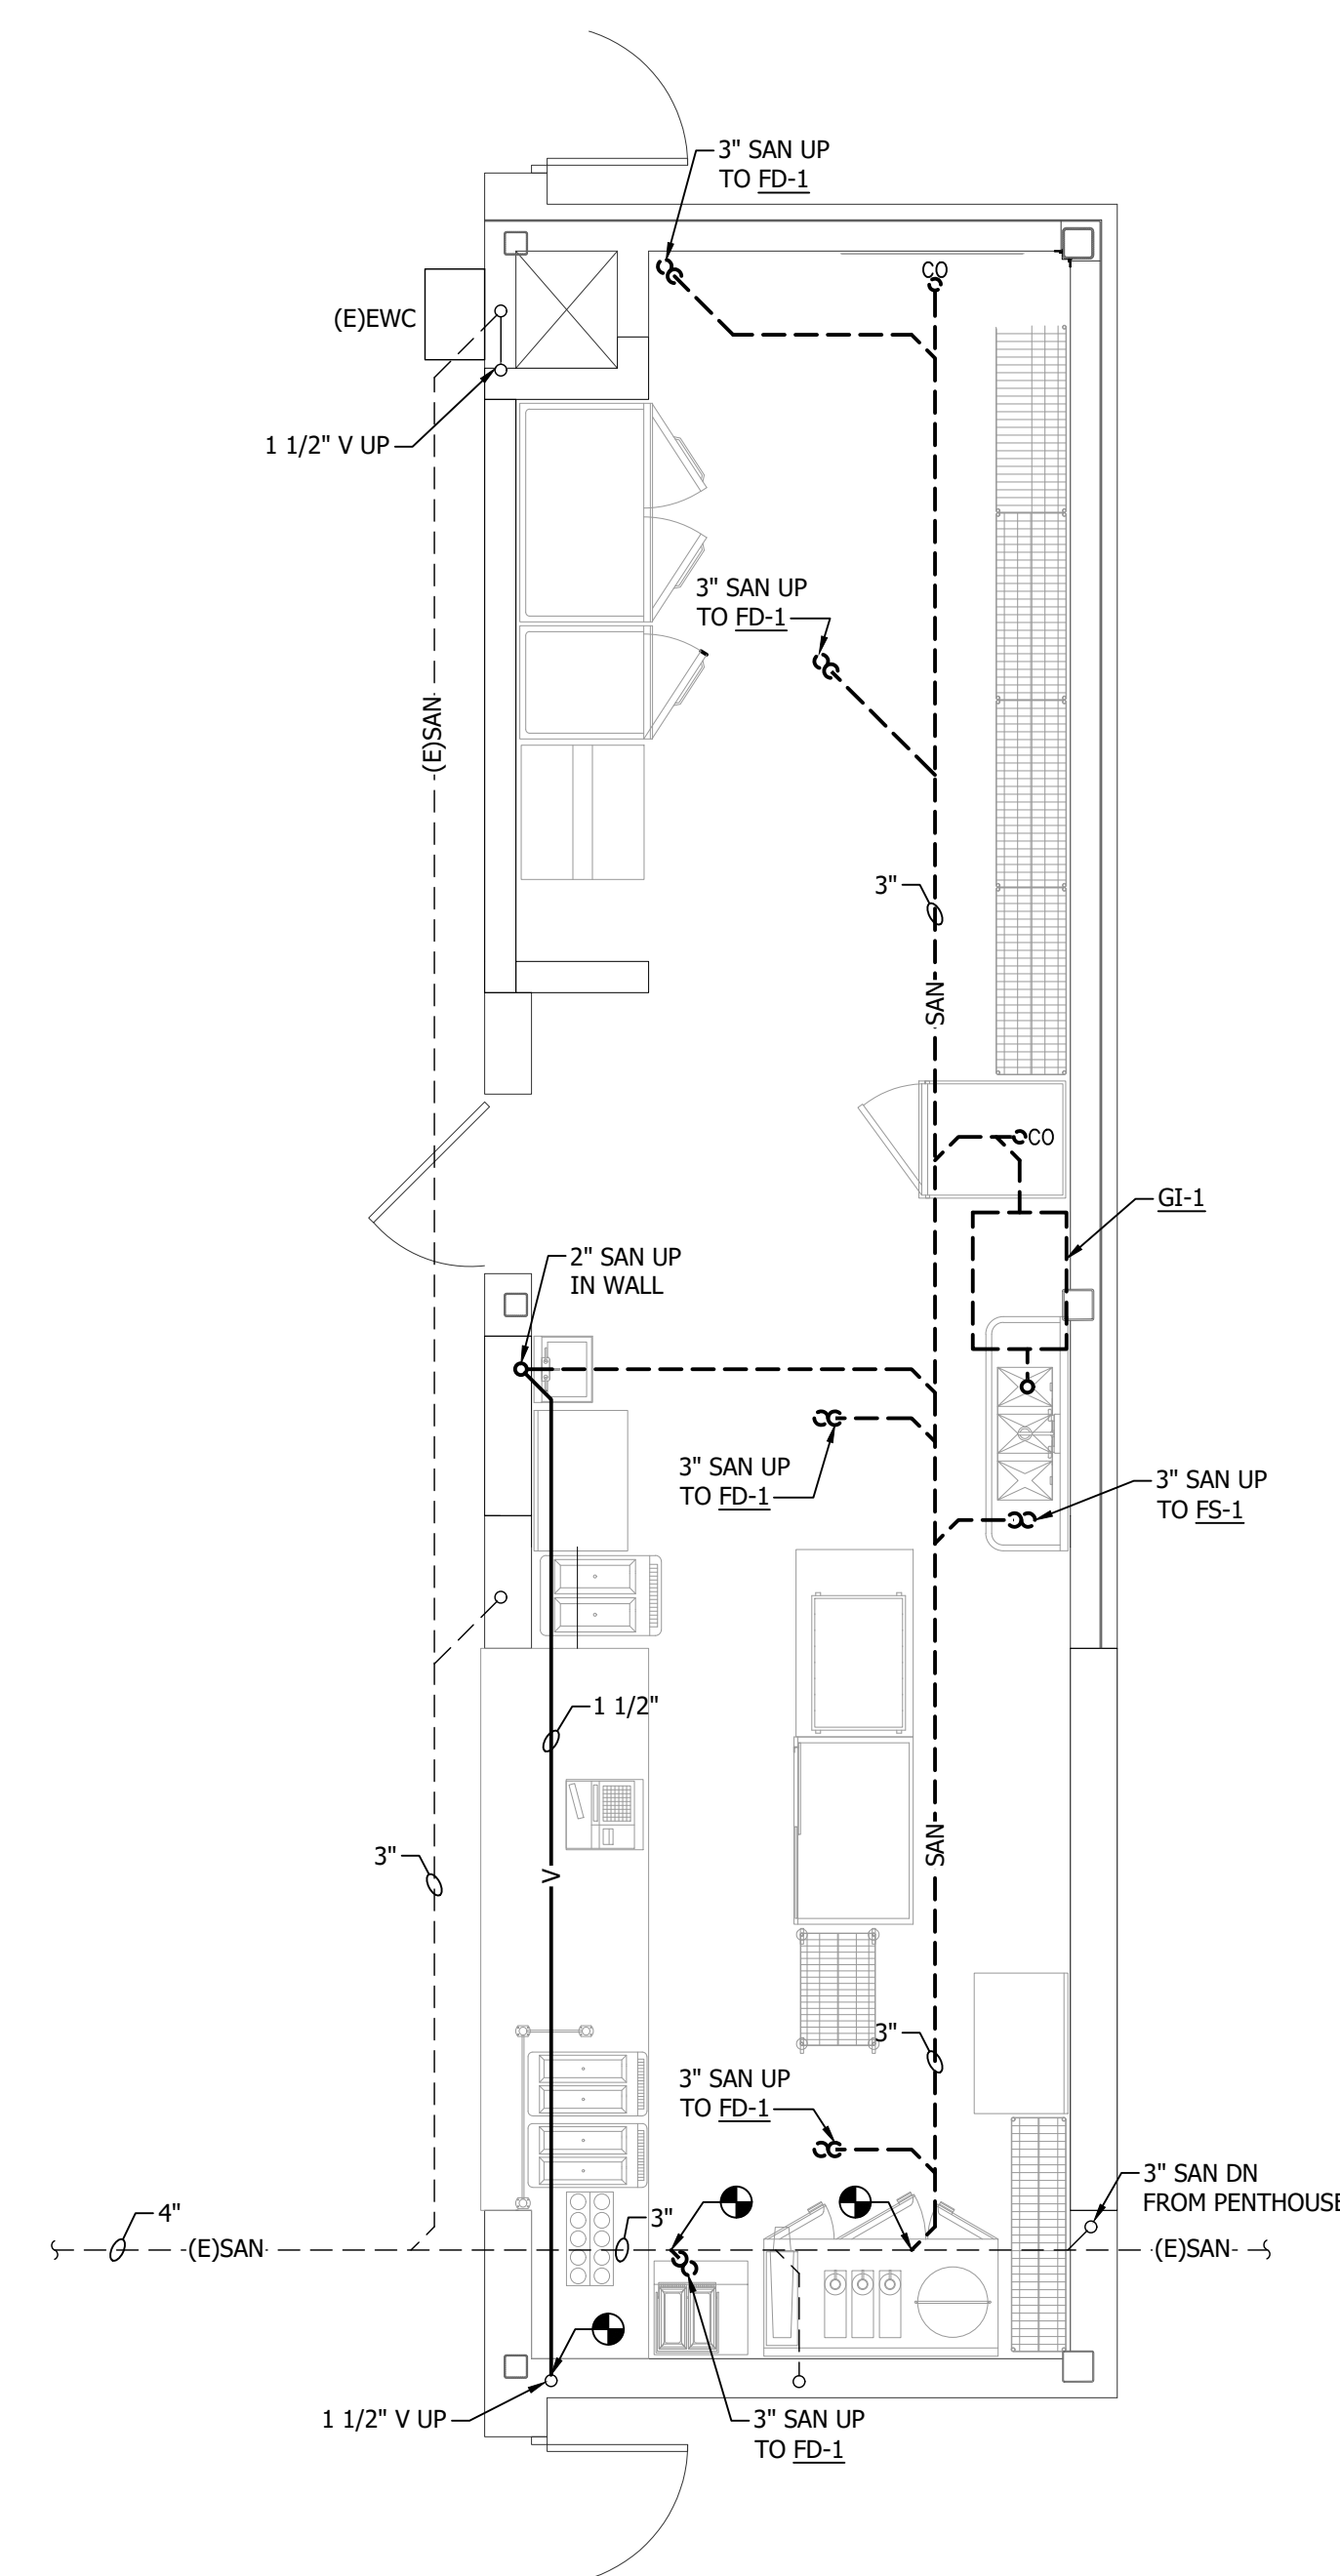 3" SAN UP
TO FD-1
CO
(E)EWC
1 1/2" V UP
3" SAN UP
TO FD-1
(E)SAN
3"
SAN
CO
GI-1
2" SAN UP
IN WALL
3" SAN UP
TO FD-1
3" SAN UP
TO FS-1
1 1/2"
3"
V
SAN
3"
3" SAN UP
TO FD-1
3" SAN DN
FROM PENTHOUSE
4"
(E)SAN
3"
(E)SAN
1 1/2" V UP
3" SAN UP
TO FD-1